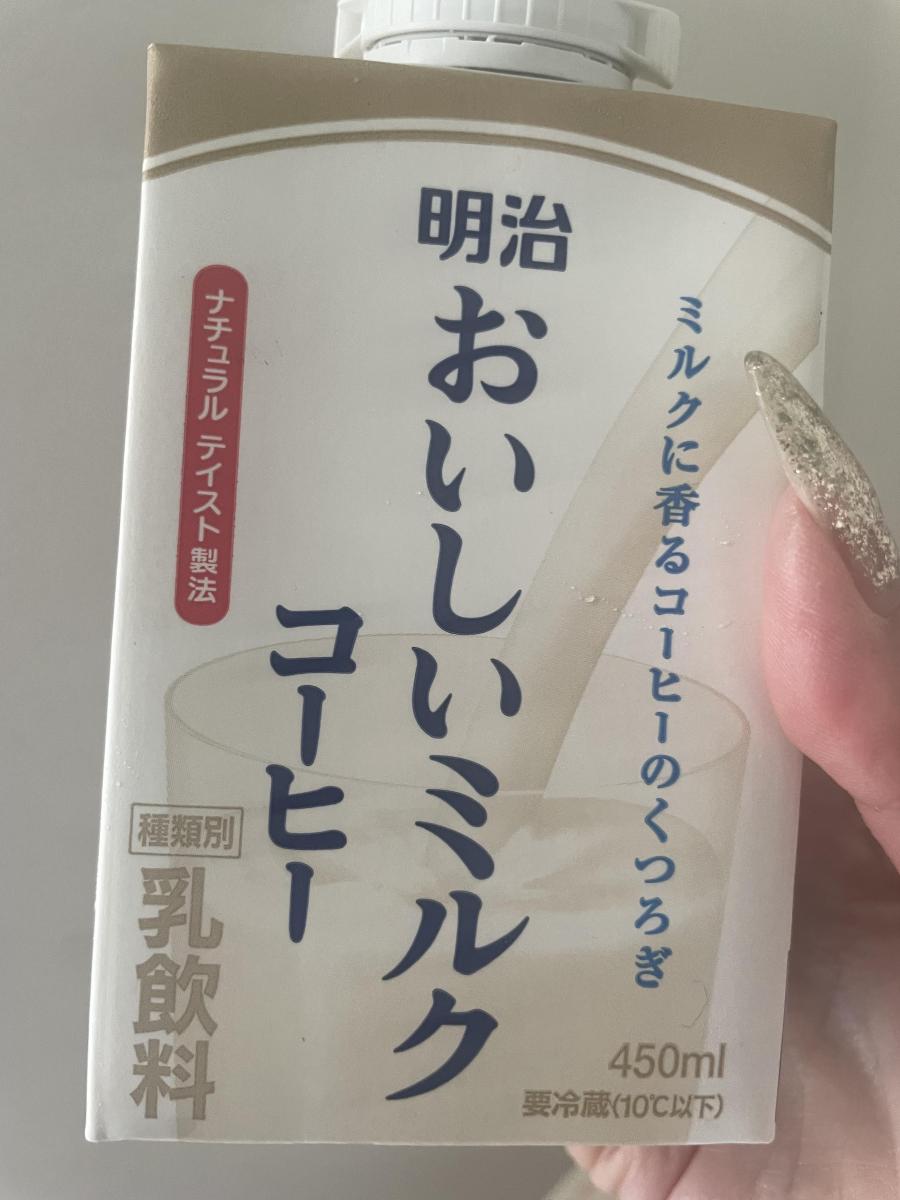 明治
おいしいミルク
コーヒー
ミルクに香るコーヒーのくつろぎ
ナチュラル テイスト製法
種類別
乳飲料
450ml
要冷蔵(10℃以下)